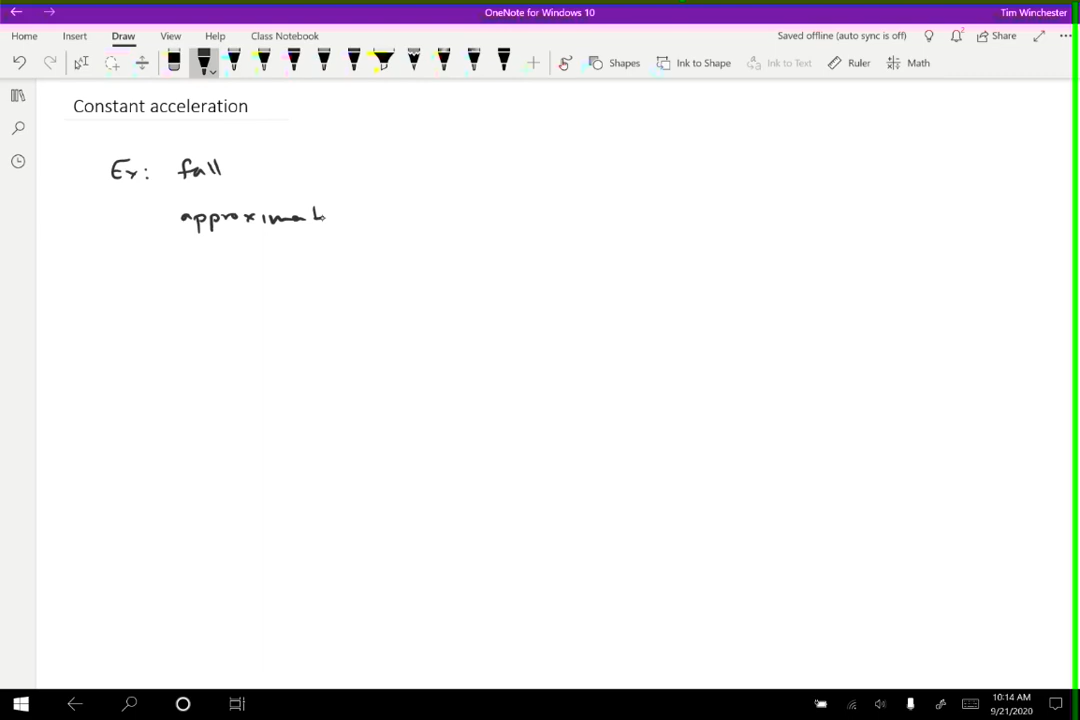 OneNote for Windows 10
Tim Winchester
Home Insert Draw View Help Class Notebook
Saved offline (auto sync is off) Share
Shapes Ink to Shape Ink to Text Ruler Math
Constant acceleration
Ex: fall
approximat
10:14 AM
9/21/2020